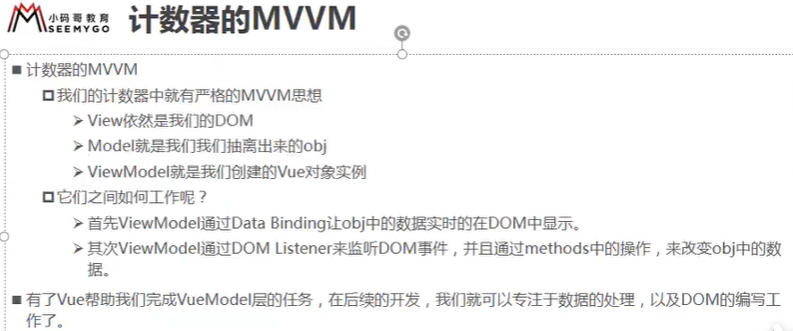 小码哥教育
SEEMYGO
计数器的MVVM
计数器的MVVM
我们的计数器中就有严格的MVVM思想
View依然是我们的DOM
Model就是我们我们抽离出来的obj
ViewModel就是我们创建的Vue对象实例
它们之间如何工作呢？
首先ViewModel通过Data Binding让obj中的数据实时的在DOM中显示。
其次ViewModel通过DOM Listener来监听DOM事件，并且通过methods中的操作，来改变obj中的数
据。
有了Vue帮助我们完成VueModel层的任务，在后续的开发，我们就可以专注于数据的处理，以及DOM的编写工
作了。